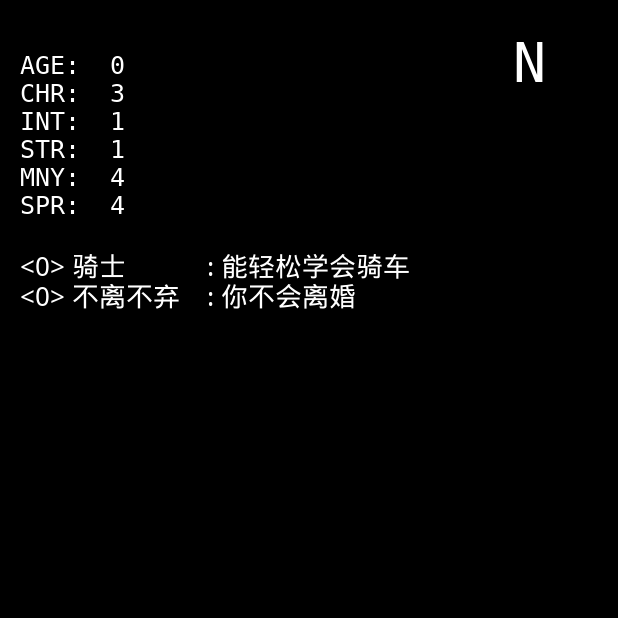 N
AGE: 0
CHR: 3
INT: 1
STR: 1
MNY: 4
SPR: 4
<O> 骑士 :能轻松学会骑车
<O> 不离不弃 :你不会离婚